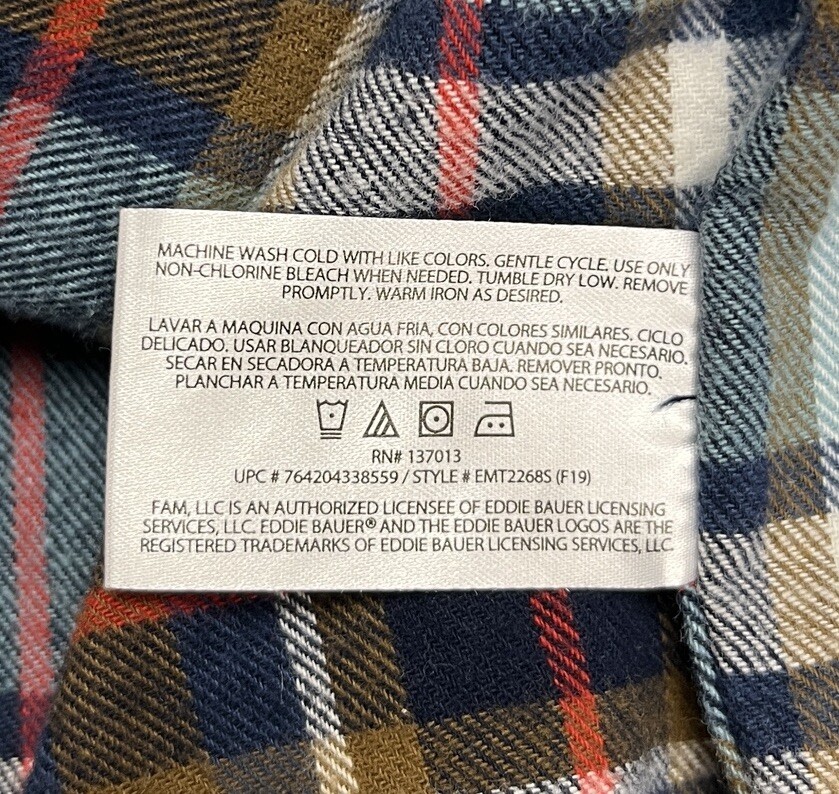 MACHINE WASH COLD WITH LIKE COLORS. GENTLE CYCLE. USE ONLY
NON-CHLORINE BLEACH WHEN NEEDED. TUMBLE DRY LOW. REMOVE
PROMPTLY. WARM IRON AS DESIRED.
LAVAR A MAQUINA CON AGUA FRIA, CON COLORES SIMILARES. CICLO
DELICADO. USAR BLANQUEADOR SIN CLORO CUANDO SEA NECESARIO.
SECAR EN SECADORA A TEMPERATURA BAJA. REMOVER PRONTO.
PLANCHAR A TEMPERATURA MEDIA CUANDO SEA NECESARIO.
RN# 137013
UPC # 764204338559 / STYLE # EMT2268S (F19)
FAM, LLC IS AN AUTHORIZED LICENSEE OF EDDIE BAUER LICENSING
SERVICES, LLC. EDDIE BAUER® AND THE EDDIE BAUER LOGOS ARE THE
REGISTERED TRADEMARKS OF EDDIE BAUER LICENSING SERVICES, LLC.